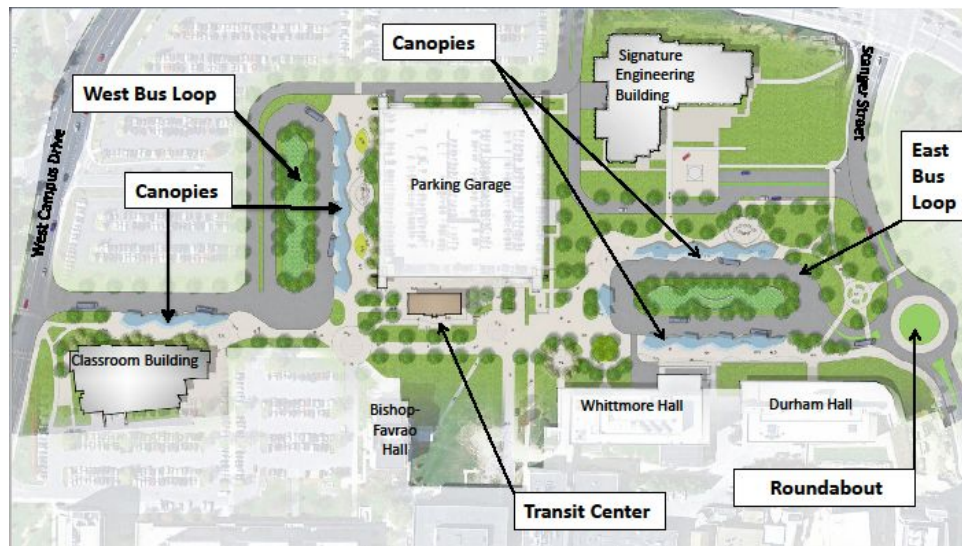 Canopies
Signature
Engineering
Building
Stanger Street
West Bus Loop
West Campus Drive
East
Bus
Loop
Parking Garage
Canopies
Classroom Building
Bishop-
Favrao
Hall
Whittmore Hall
Durham Hall
Roundabout
Transit Center